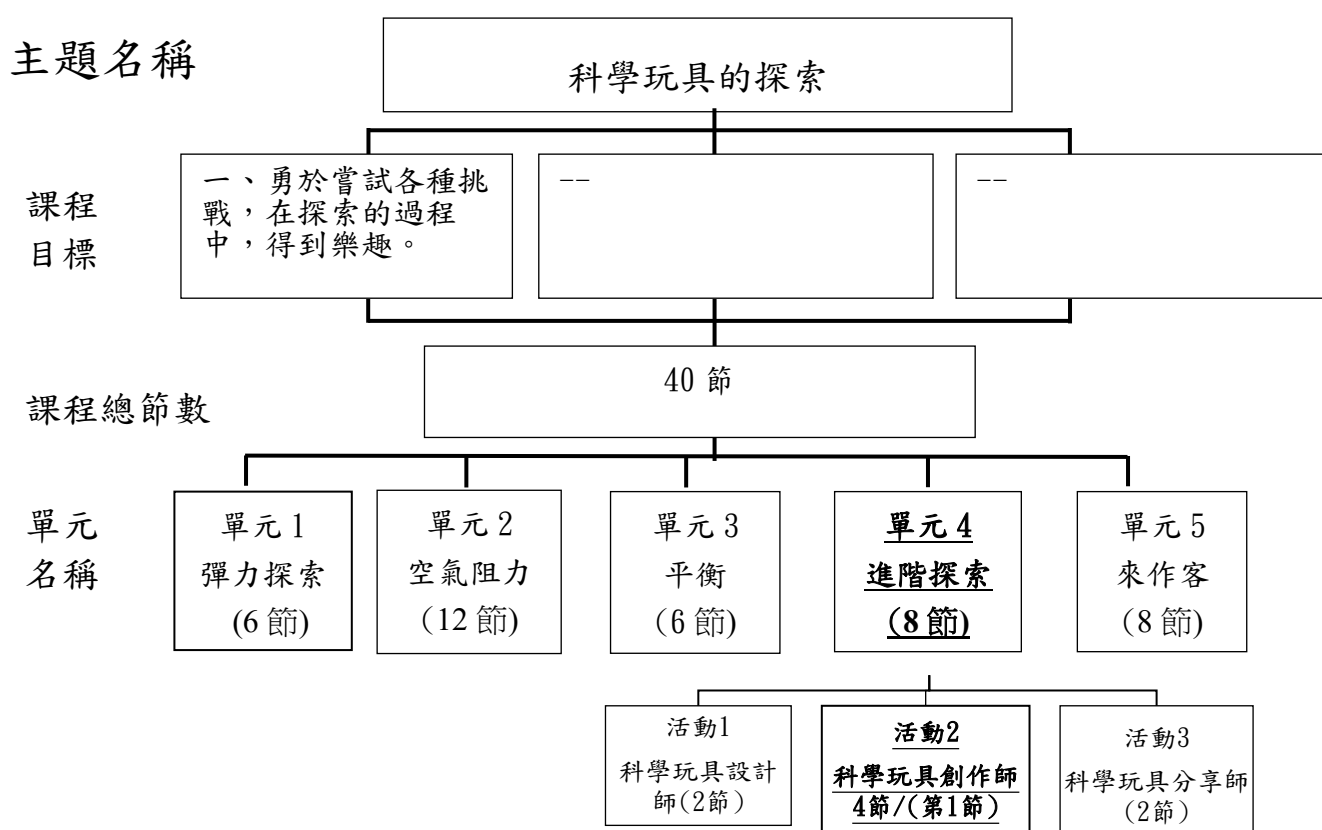 主題名稱
科學玩具的探索
課程
目標
一、勇於嘗試各種挑
戰，在探索的過程
中，得到樂趣。
--
--
課程總節數
40 節
單元
名稱
單元 1
彈力探索
(6 節)
單元 2
空氣阻力
(12 節)
單元 3
平衡
(6 節)
單元 4
進階探索
(8 節)
單元 5
來作客
(8 節)
活動1
科學玩具設計
師(2節)
活動2
科學玩具創作師
4節/(第1節)
活動3
科學玩具分享師
(2節)